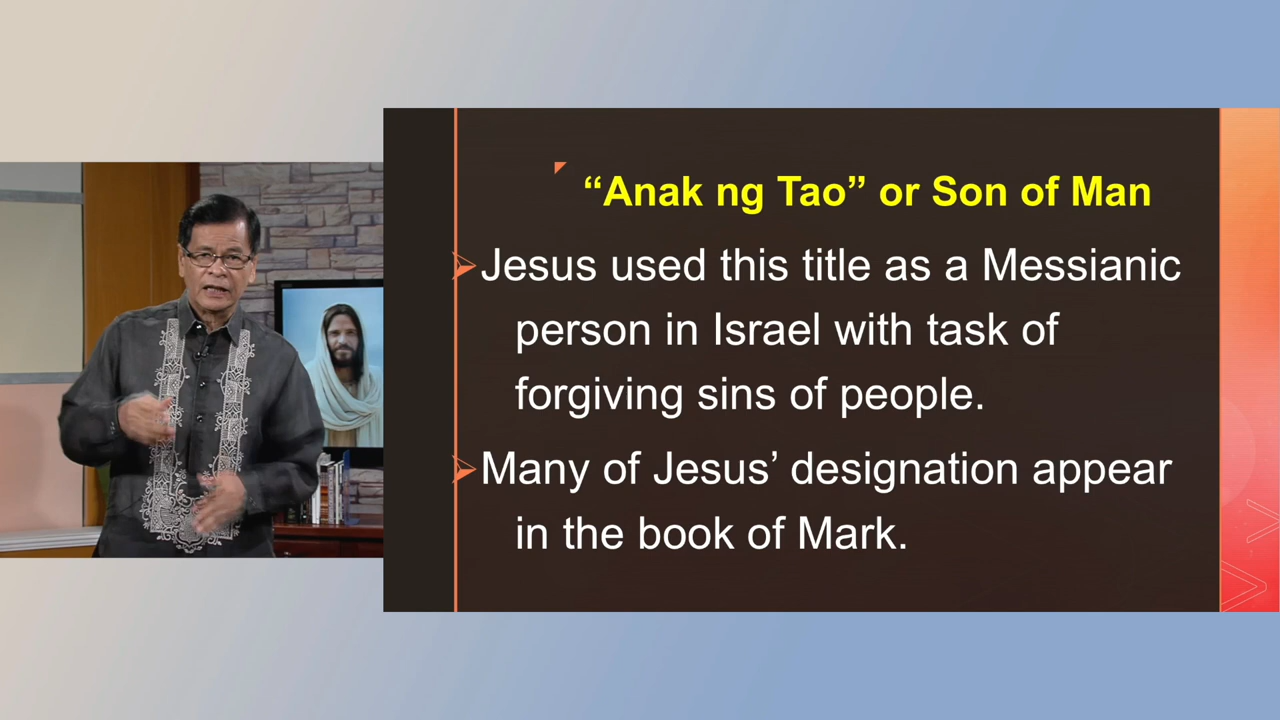 “Anak ng Tao” or Son of Man
Jesus used this title as a Messianic
person in Israel with task of
forgiving sins of people.
Many of Jesus’ designation appear
in the book of Mark.